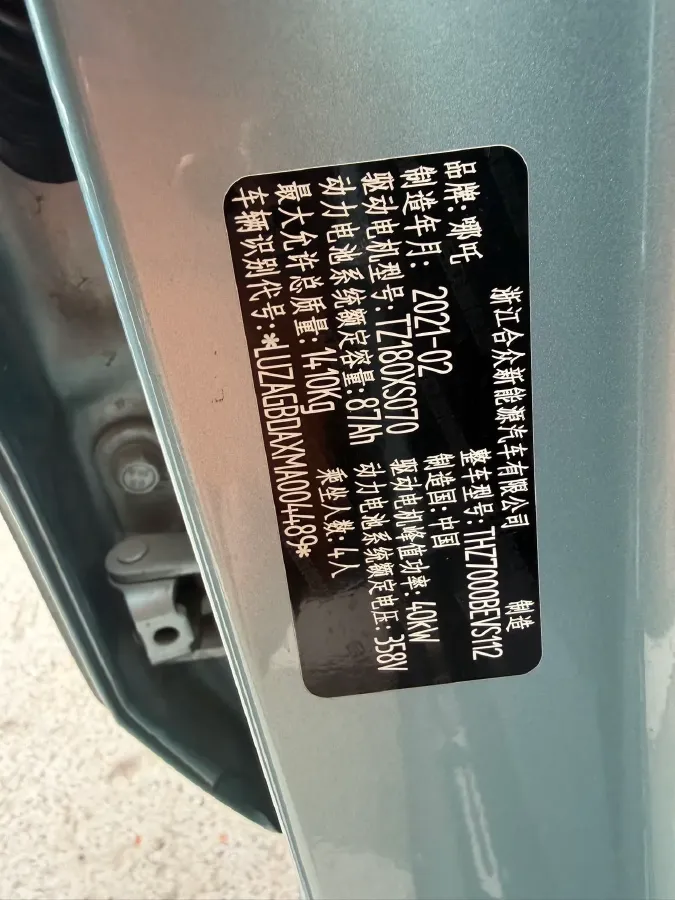 浙江合众新能源汽车有限公司 制造
品牌: 哪吒 整车型号: THZ7000BEVS112
制造年月: 2021-02 制造国: 中国
驱动电机型号: TZ180XS070 驱动电机峰值功率: 40kW
动力电池系统额定容量: 87Ah 动力电池系统额定电压: 358V
最大允许总质量: 1410Kg 乘坐人数: 4人
车辆识别代号: *LUZAGBDAXMA004489*